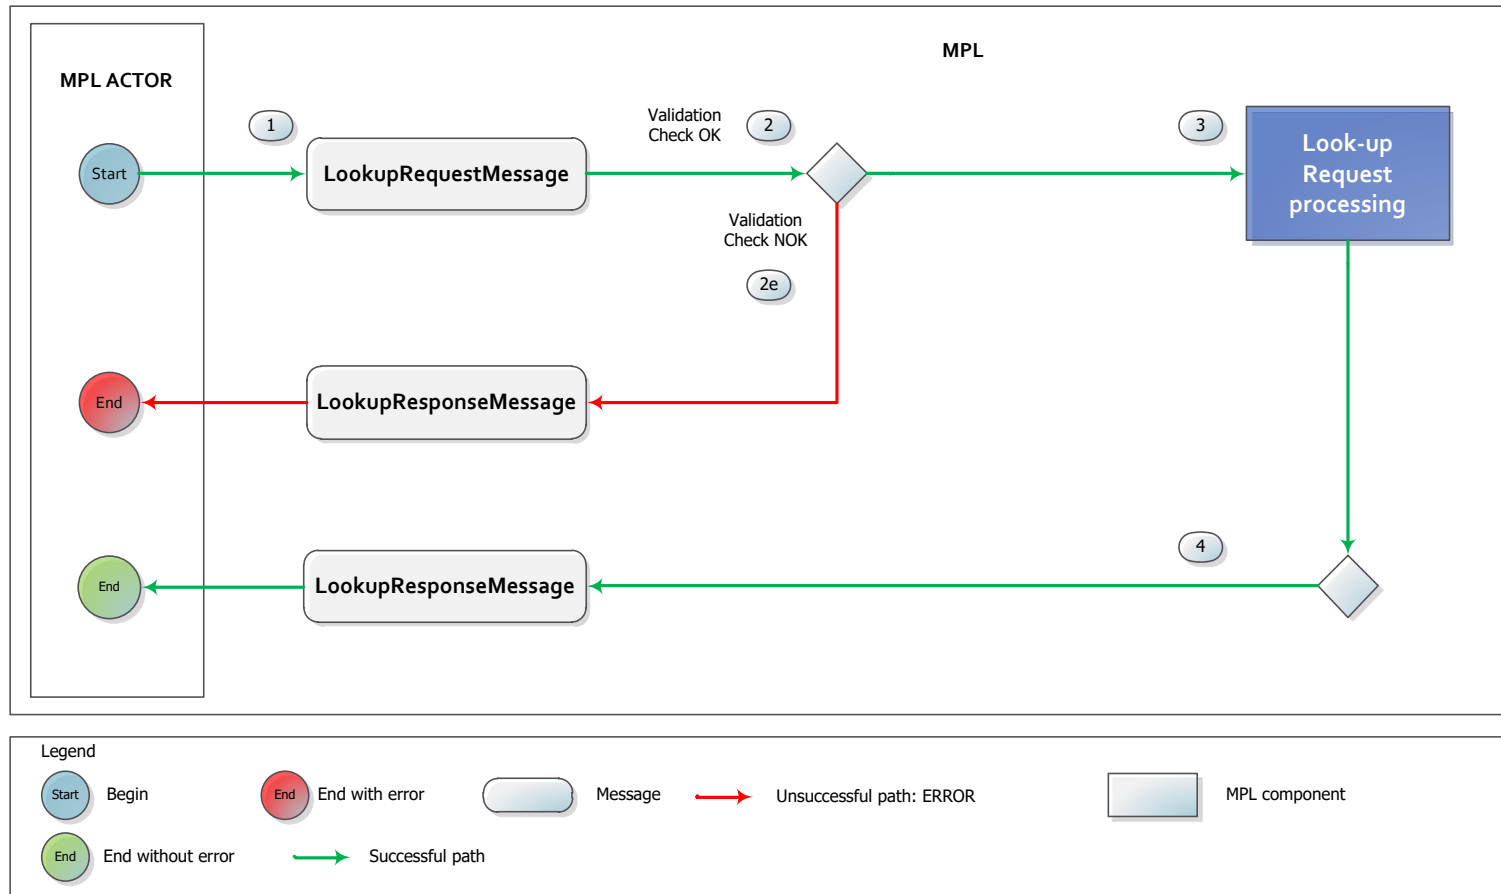 MPL
MPL ACTOR
1
Validation
Check OK
2
3
Start
LookupRequestMessage
Look-up
Request
processing
Validation
Check NOK
2e
End
LookupResponseMessage
4
End
LookupResponseMessage
Legend
Start
Begin
End
End with error
Message
Unsuccessful path: ERROR
MPL component
End
End without error
Successful path